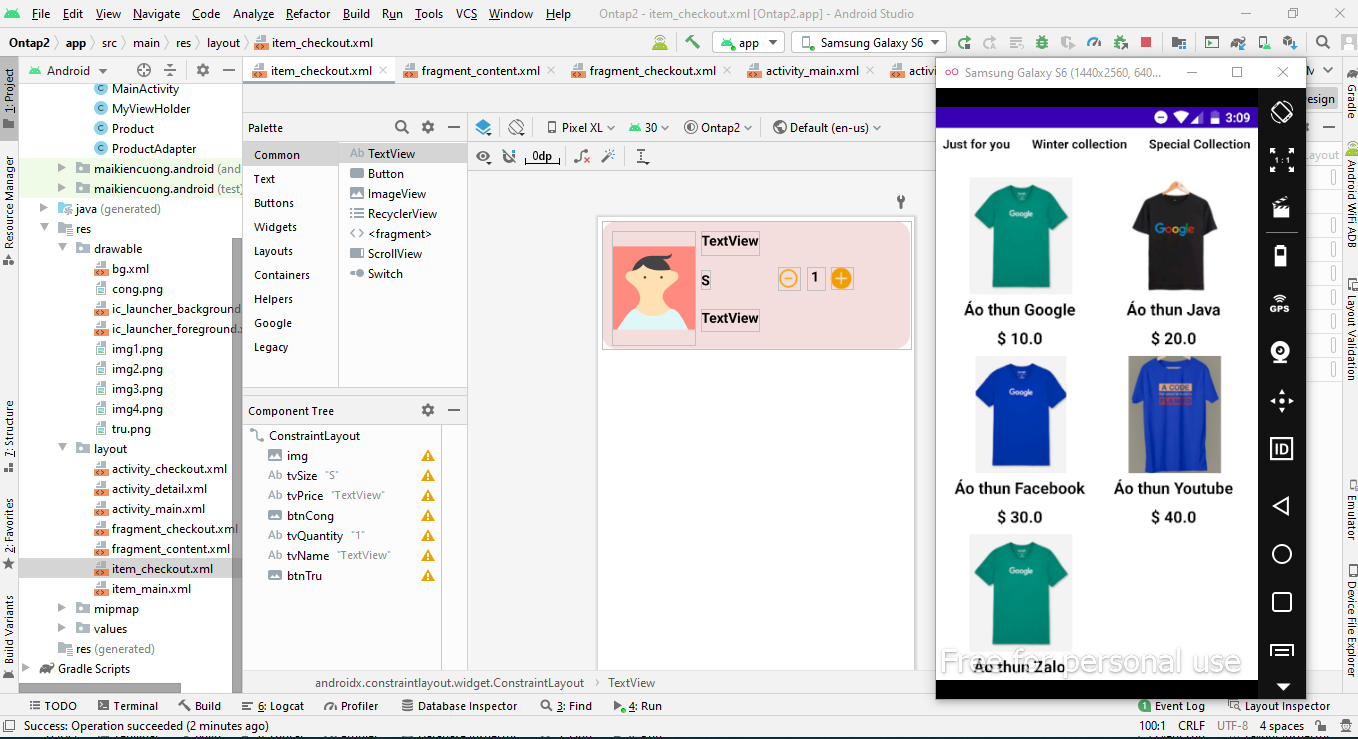 File Edit View Navigate Code Analyze Refactor Build Run Tools VCS Window Help Ontap2 - item_checkout.xml [Ontap2.app] - Android Studio
Ontap2 app src main res layout item_checkout.xml app Samsung Galaxy S6
1: Project
Resource Manager
7: Structure
2: Favorites
Build Variants
Android
MainActivity
MyViewHolder
Product
ProductAdapter
maikiencuong.android (and
maikiencuong.android (test)
java (generated)
res
drawable
bg.xml
cong.png
ic_launcher_background.
ic_launcher_foreground.
img1.png
img2.png
img3.png
img4.png
tru.png
layout
activity_checkout.xml
activity_detail.xml
activity_main.xml
fragment_checkout.xml
fragment_content.xml
item_checkout.xml
item_main.xml
mipmap
values
res (generated)
Gradle Scripts
item_checkout.xml fragment_content.xml fragment_checkout.xml activity_main.xml activi
Palette
Common
Text
Buttons
Widgets
Layouts
Containers
Helpers
Google
Legacy
Ab TextView
Button
ImageView
RecyclerView
<fragment>
ScrollView
Switch
Component Tree
ConstraintLayout
img
Ab tvSize "S"
Ab tvPrice "TextView"
btnCong
Ab tvQuantity "1"
Ab tvName "TextView"
btnTru
Pixel XL 30 Ontap2 Default (en-us)
0dp
TextView
S
1
TextView
androidx.constraintlayout.widget.ConstraintLayout TextView
Samsung Galaxy S6 (1440x2560, 640...
3:09
Just for you Winter collection Special Collection
Google
Google
Áo thun Google Áo thun Java
$ 10.0 $ 20.0
Google
A CODE
Áo thun Facebook Áo thun Youtube
$ 30.0 $ 40.0
Google
Áo thun Zalo
Free for personal use
1:1
GPS
ID
esign
ayout
Gradle
Android WiFi ADB
Layout Validation
Emulator
Device File Explorer
TODO Terminal Build 6: Logcat Profiler Database Inspector 3: Find 4: Run 1 Event Log Layout Inspector
Success: Operation succeeded (2 minutes ago) 100:1 CRLF UTF-8 4 spaces